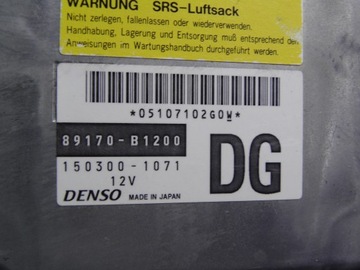 WARNUNG SRS-Luftsack
Nicht zerlegen, fallenlassen oder wiederverwenden.
Handhabung, Lagerung und Entsorgung muß entsprechend den
Anweisungen im Wartungshandbuch durchgeführt werden.
*05107102G0W*
89170-B1200
150300-1071
12V
DG
DENSO MADE IN JAPAN